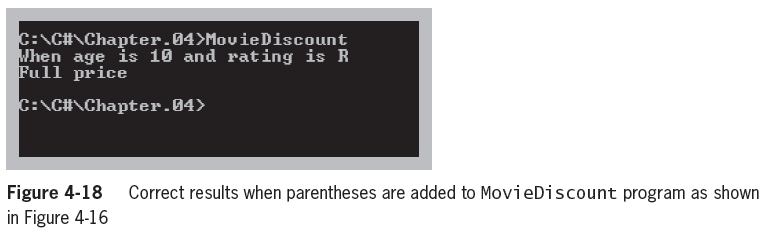 C:\C#\Chapter.04>MovieDiscount
When age is 10 and rating is R
Full price
C:\C#\Chapter.04>
Figure 4-18 Correct results when parentheses are added to MovieDiscount program as shown
in Figure 4-16